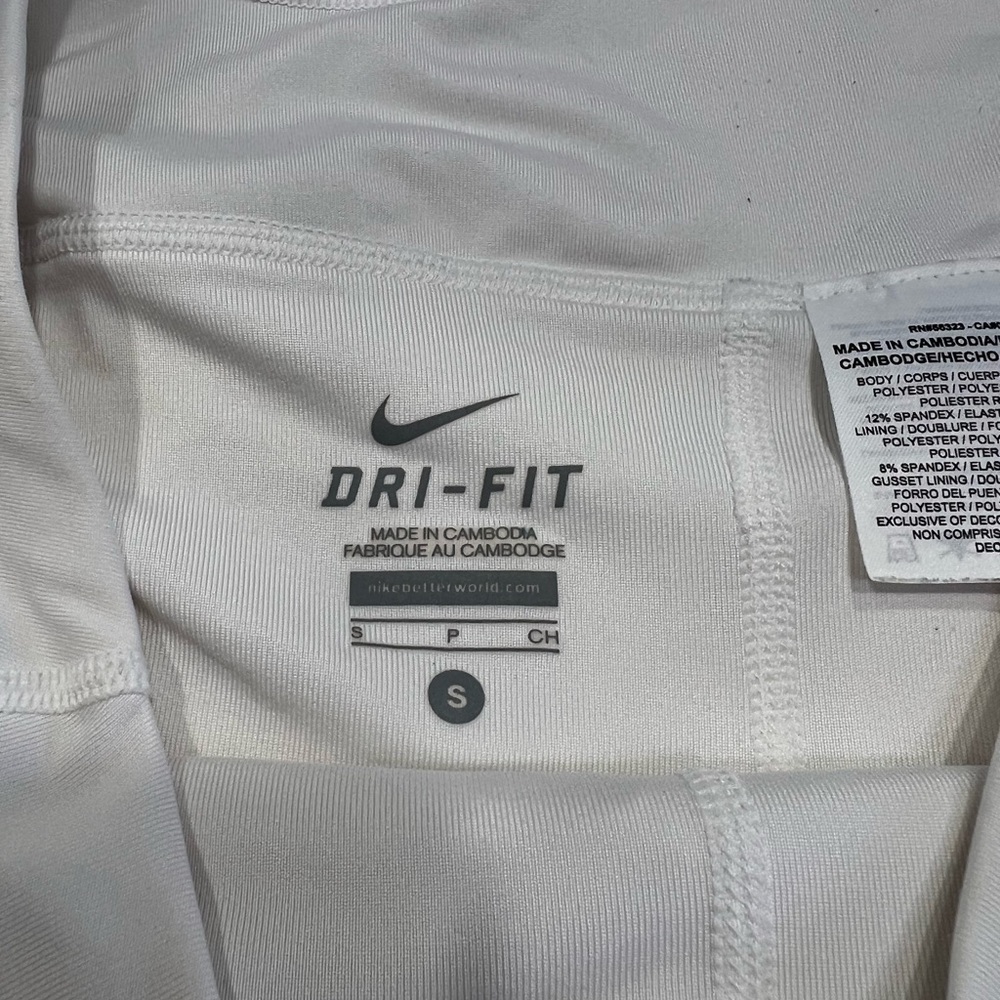 DRI-FIT
MADE IN CAMBODIA
FABRIQUE AU CAMBODGE
nikebetterworld.com
S P CH
S
MADE IN CAMBODIA/
CAMBODGE/HECHO
BODY / CORPS / CUERP
POLYESTER / POLYE
POLIESTER R
12% SPANDEX / ELAST
LINING / DOUBLURE / FO
POLYESTER / POLY
POLIESTER
8% SPANDEX / ELAS
GUSSET LINING / DOU
FORRO DEL PUEN
POLYESTER / POL
EXCLUSIVE OF DECO
NON COMPRIS
DEC